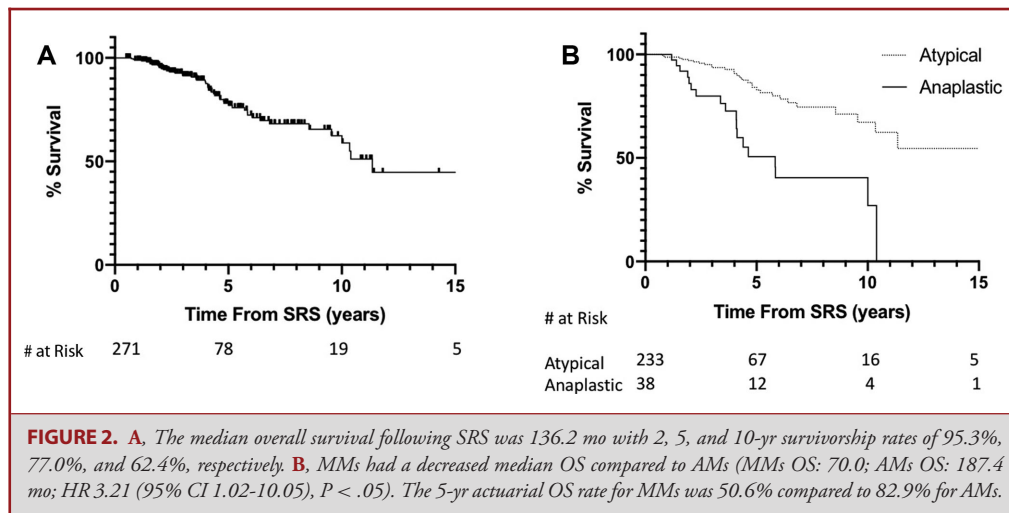 A
100
50
0
% Survival
0 5 10 15
Time From SRS (years)
# at Risk 271 78 19 5
B
Atypical
Anaplastic
100
50
0
% Survival
0 5 10 15
Time From SRS (years)
# at Risk
Atypical 233 67 16 5
Anaplastic 38 12 4 1
FIGURE 2. A, The median overall survival following SRS was 136.2 mo with 2, 5, and 10-yr survivorship rates of 95.3%,
77.0%, and 62.4%, respectively. B, MMs had a decreased median OS compared to AMs (MMs OS: 70.0; AMs OS: 187.4
mo; HR 3.21 (95% CI 1.02-10.05), P < .05). The 5-yr actuarial OS rate for MMs was 50.6% compared to 82.9% for AMs.